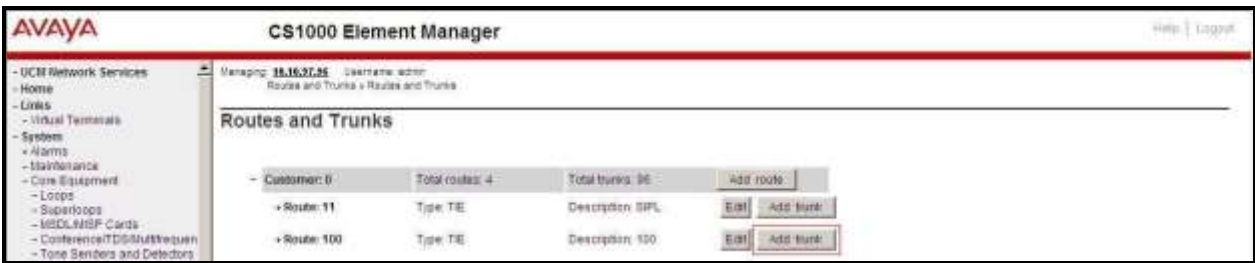 AVAYA
CS1000 Element Manager
Help | Logout
- UCM Network Services
- Home
- Links
- Virtual Terminals
- System
+ Alarms
- Maintenance
- Core Equipment
- Loops
- Superloops
- MSDL/MISP Cards
- Conference/TDS/Multifrequen
- Tone Senders and Detectors
Managing: Username: admin
Routes and Trunks » Routes and Trunks
Routes and Trunks
- Customer: 0 Total routes: 4 Total trunks: 96 Add route
+ Route: 11 Type: TIE Description: SIPL Edit Add trunk
+ Route: 100 Type: TIE Description: 100 Edit Add trunk